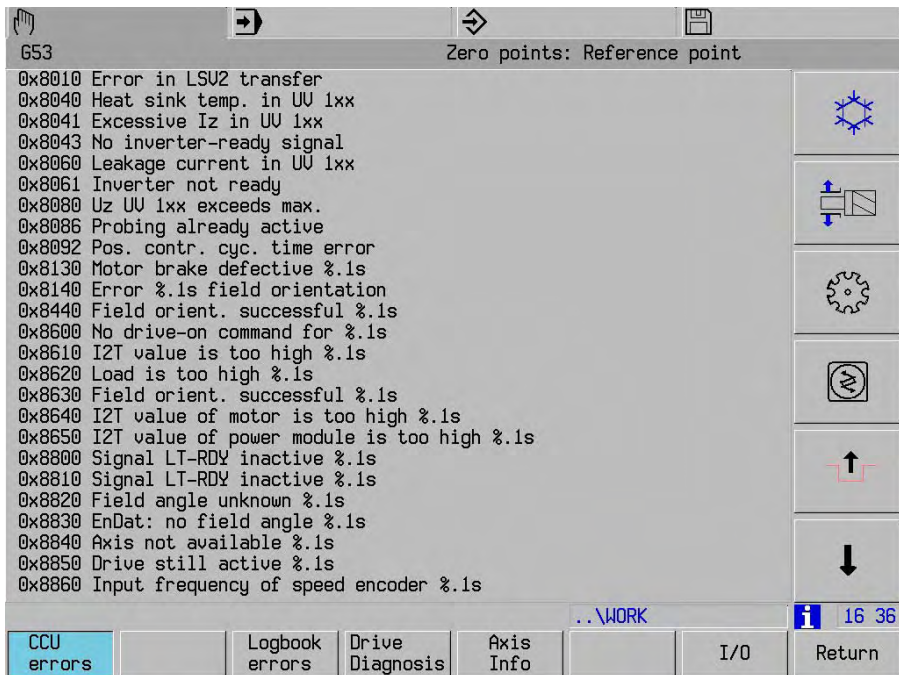 G53
Zero points: Reference point
0x8010 Error in LSV2 transfer
0x8040 Heat sink temp. in UV 1xx
0x8041 Excessive Iz in UV 1xx
0x8043 No inverter-ready signal
0x8060 Leakage current in UV 1xx
0x8061 Inverter not ready
0x8080 Uz UV 1xx exceeds max.
0x8086 Probing already active
0x8092 Pos. contr. cyc. time error
0x8130 Motor brake defective %.1s
0x8140 Error %.1s field orientation
0x8440 Field orient. successful %.1s
0x8600 No drive-on command for %.1s
0x8610 I2T value is too high %.1s
0x8620 Load is too high %.1s
0x8630 Field orient. successful %.1s
0x8640 I2T value of motor is too high %.1s
0x8650 I2T value of power module is too high %.1s
0x8800 Signal LT-RDY inactive %.1s
0x8810 Signal LT-RDY inactive %.1s
0x8820 Field angle unknown %.1s
0x8830 EnDat: no field angle %.1s
0x8840 Axis not available %.1s
0x8850 Drive still active %.1s
0x8860 Input frequency of speed encoder %.1s
..\WORK
i 16 36
CCU
errors
Logbook
errors
Drive
Diagnosis
Axis
Info
I/O
Return